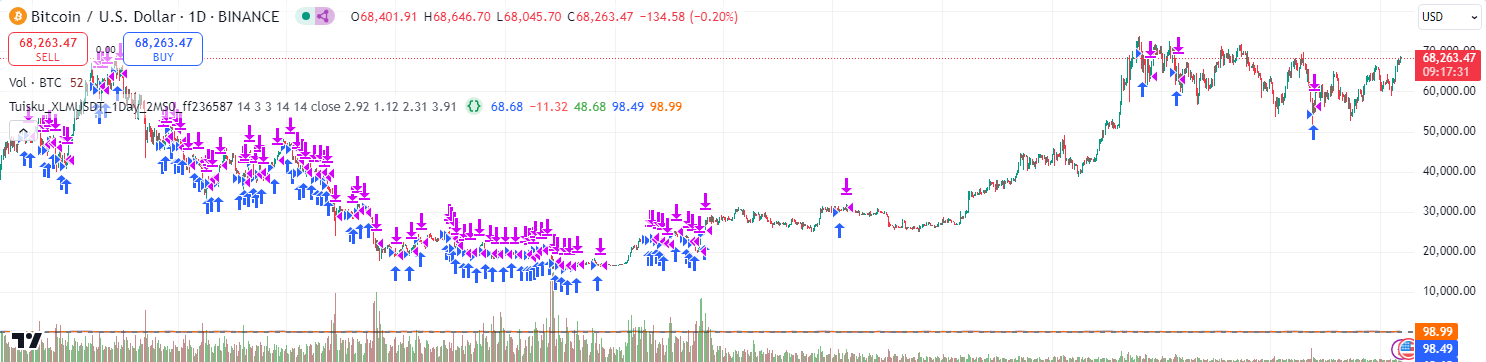 Bitcoin / U.S. Dollar · 1D · BINANCE O68,401.91 H68,646.70 L68,045.70 C68,263.47 −134.58 (−0.20%)
USD
68,263.47
SELL
0.00
68,263.47
BUY
Vol · BTC 52
Tuisku_XLMUSDT_1Day_2MS0_ff236587 14 3 3 14 14 close 2.92 1.12 2.31 3.91 {} 68.68 −11.32 48.68 98.49 98.99
70,000.00
68,263.47
09:17:31
60,000.00
50,000.00
40,000.00
30,000.00
20,000.00
10,000.00
98.99
98.49